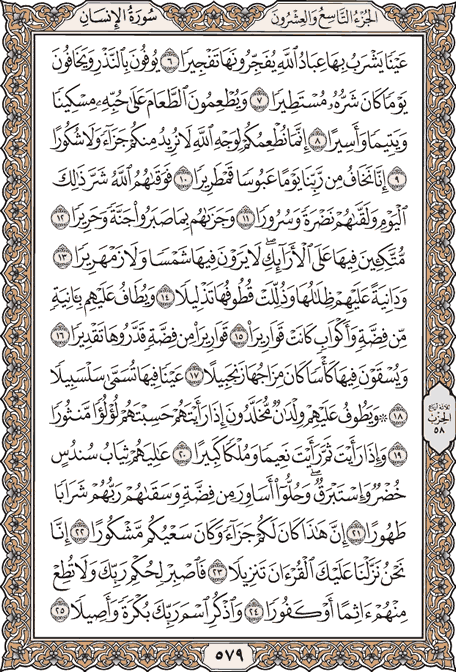 الجزء التاسع والعشرون
سورة الإنسان
عَيْنًا يَشْرَبُ بِهَا عِبَادُ ٱللَّهِ يُفَجِّرُونَهَا تَفْجِيرًا ٦ يُوفُونَ بِٱلنَّذْرِ وَيَخَافُونَ
يَوْمًا كَانَ شَرُّهُۥ مُسْتَطِيرًا ٧ وَيُطْعِمُونَ ٱلطَّعَامَ عَلَىٰ حُبِّهِۦ مِسْكِينًا
وَيَتِيمًا وَأَسِيرًا ٨ إِنَّمَا نُطْعِمُكُمْ لِوَجْهِ ٱللَّهِ لَا نُرِيدُ مِنكُمْ جَزَآءً وَلَا شُكُورًا
٩ إِنَّا نَخَافُ مِن رَّبِّنَا يَوْمًا عَبُوسًا قَمْطَرِيرًا ١٠ فَوَقَىٰهُمُ ٱللَّهُ شَرَّ ذَٰلِكَ
ٱلْيَوْمِ وَلَقَّىٰهُمْ نَضْرَةً وَسُرُورًا ١١ وَجَزَىٰهُم بِمَا صَبَرُوا۟ جَنَّةً وَحَرِيرًا ١٢
مُّتَّكِـِٔينَ فِيهَا عَلَى ٱلْأَرَآئِكِ ۖ لَا يَرَوْنَ فِيهَا شَمْسًا وَلَا زَمْهَرِيرًا ١٣
وَدَانِيَةً عَلَيْهِمْ ظِلَٰلُهَا وَذُلِّلَتْ قُطُوفُهَا تَذْلِيلًا ١٤ وَيُطَافُ عَلَيْهِم بِـَٔانِيَةٍ
مِّن فِضَّةٍ وَأَكْوَابٍ كَانَتْ قَوَارِيرَا۠ ١٥ قَوَارِيرَا۟ مِن فِضَّةٍ قَدَّرُوهَا تَقْدِيرًا ١٦
وَيُسْقَوْنَ فِيهَا كَأْسًا كَانَ مِزَاجُهَا زَنجَبِيلًا ١٧ عَيْنًا فِيهَا تُسَمَّىٰ سَلْسَبِيلًا
١٨ ۞ وَيَطُوفُ عَلَيْهِمْ وِلْدَٰنٌ مُّخَلَّدُونَ إِذَا رَأَيْتَهُمْ حَسِبْتَهُمْ لُؤْلُؤًا مَّنثُورًا
١٩ وَإِذَا رَأَيْتَ ثَمَّ رَأَيْتَ نَعِيمًا وَمُلْكًا كَبِيرًا ٢٠ عَٰلِيَهُمْ ثِيَابُ سُندُسٍ
خُضْرٌ وَإِسْتَبْرَقٌ ۖ وَحُلُّوٓا۟ أَسَاوِرَ مِن فِضَّةٍ وَسَقَىٰهُمْ رَبُّهُمْ شَرَابًا
طَهُورًا ٢١ إِنَّ هَٰذَا كَانَ لَكُمْ جَزَآءً وَكَانَ سَعْيُكُم مَّشْكُورًا ٢٢ إِنَّا
نَحْنُ نَزَّلْنَا عَلَيْكَ ٱلْقُرْءَانَ تَنزِيلًا ٢٣ فَٱصْبِرْ لِحُكْمِ رَبِّكَ وَلَا تُطِعْ
مِنْهُمْ ءَاثِمًا أَوْ كَفُورًا ٢٤ وَٱذْكُرِ ٱسْمَ رَبِّكَ بُكْرَةً وَأَصِيلًا ٢٥
ثلاثة أرباع
الحزب
٥٨
٥٧٩